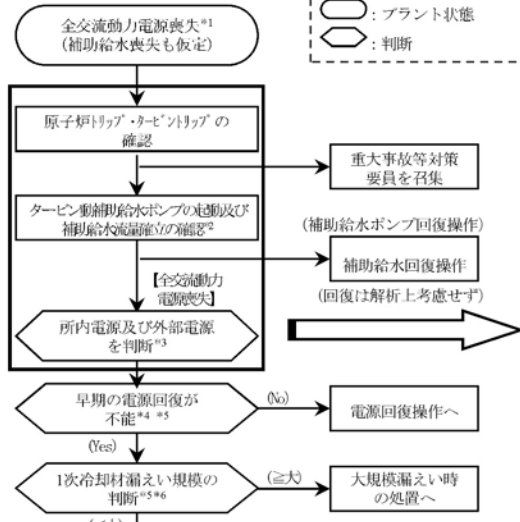 全交流動力電源喪失*1
(補助給水喪失も仮定)
: プラント状態
: 判断
原子炉ﾄﾘｯﾌﾟ・ﾀｰﾋﾞﾝﾄﾘｯﾌﾟの
確認
重大事故等対策
要員を召集
タービン動補助給水ポンプの起動及び
補助給水流量確立の確認*2
(補助給水ポンプ回復操作)
補助給水回復操作
(回復は解析上考慮せず)
【全交流動力
電源喪失】
所内電源及び外部電源
を判断*3
早期の電源回復が
不能*4 *5
(No)
電源回復操作へ
(Yes)
1次冷却材漏えい規模の
判断*5*6
(≧大)
大規模漏えい時
の処置へ